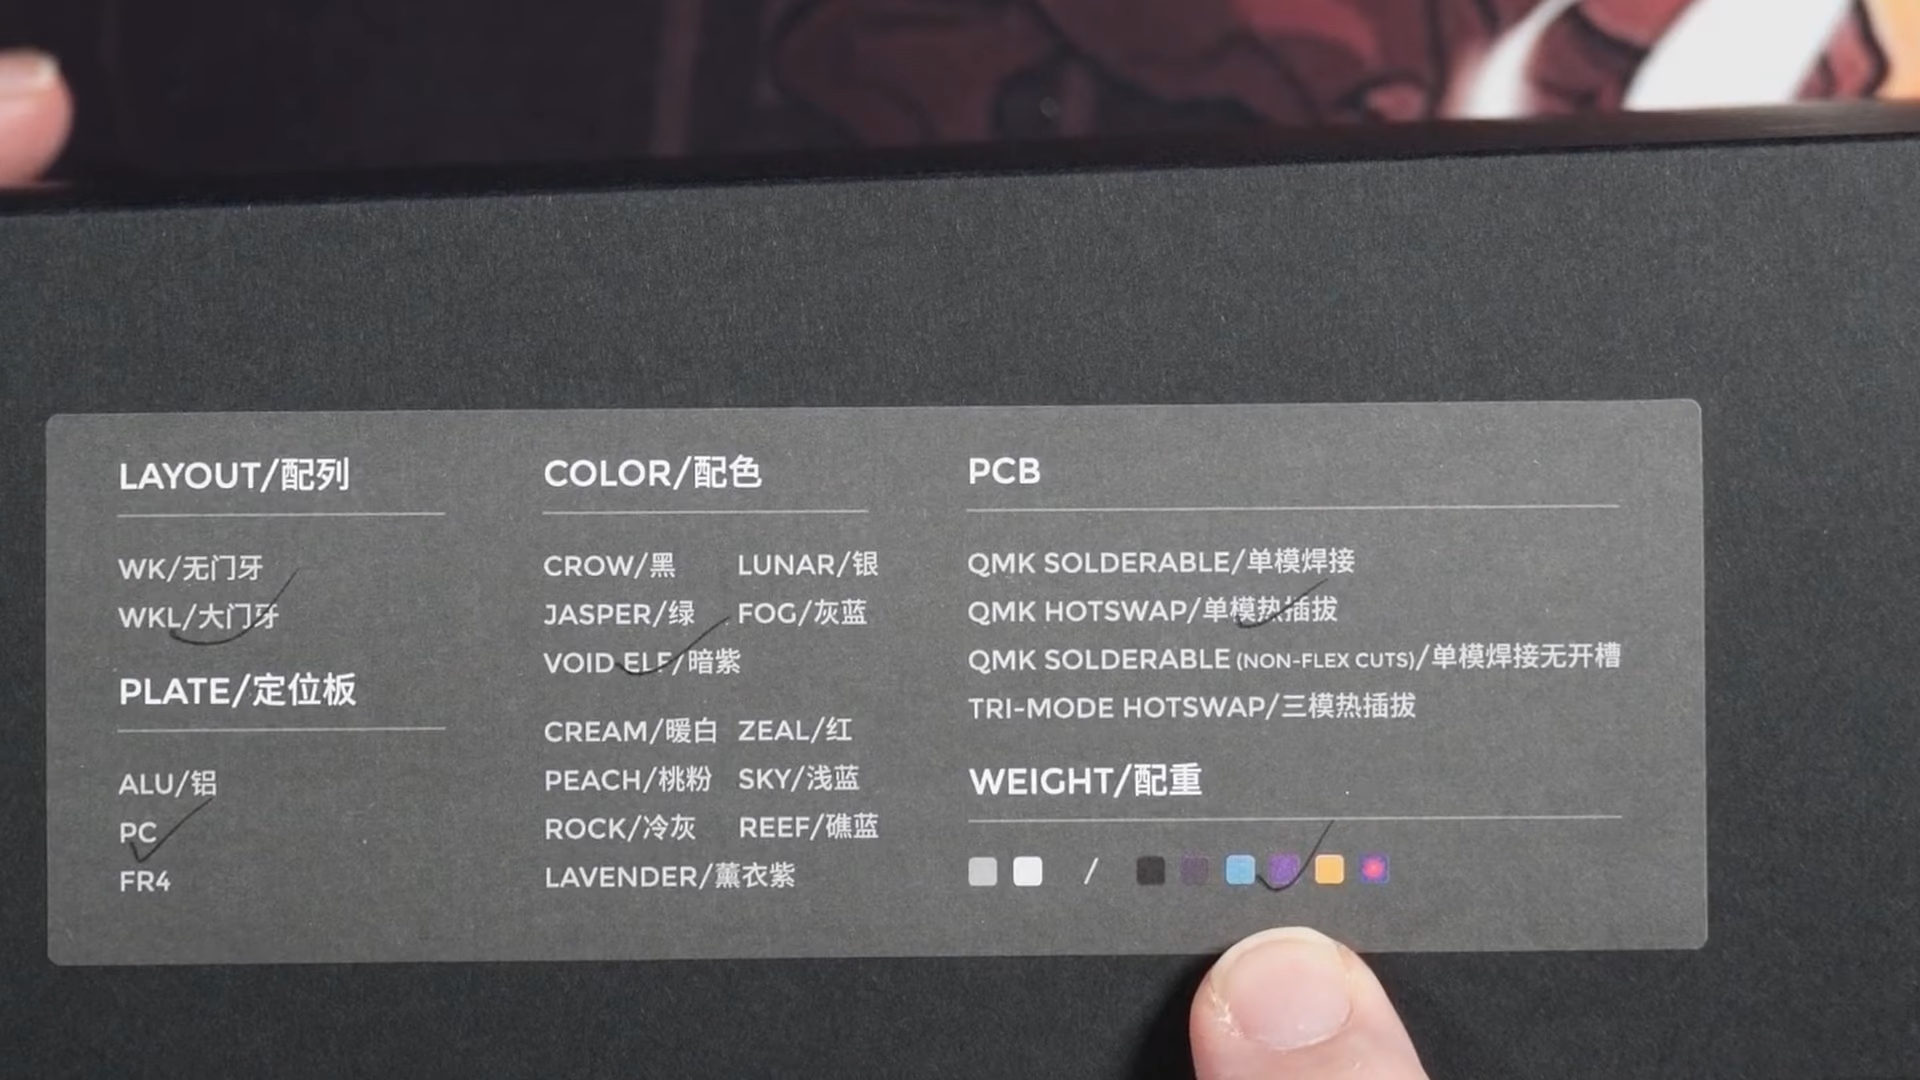 LAYOUT/配列
WK/无门牙
WKL/大门牙
PLATE/定位板
ALU/铝
PC
FR4
COLOR/配色
CROW/黑 LUNAR/银
JASPER/绿 FOG/灰蓝
VOID ELF/暗紫
CREAM/暖白 ZEAL/红
PEACH/桃粉 SKY/浅蓝
ROCK/冷灰 REEF/礁蓝
LAVENDER/薰衣紫
PCB
QMK SOLDERABLE/单模焊接
QMK HOTSWAP/单模热插拔
QMK SOLDERABLE (NON-FLEX CUTS)/单模焊接无开槽
TRI-MODE HOTSWAP/三模热插拔
WEIGHT/配重
/